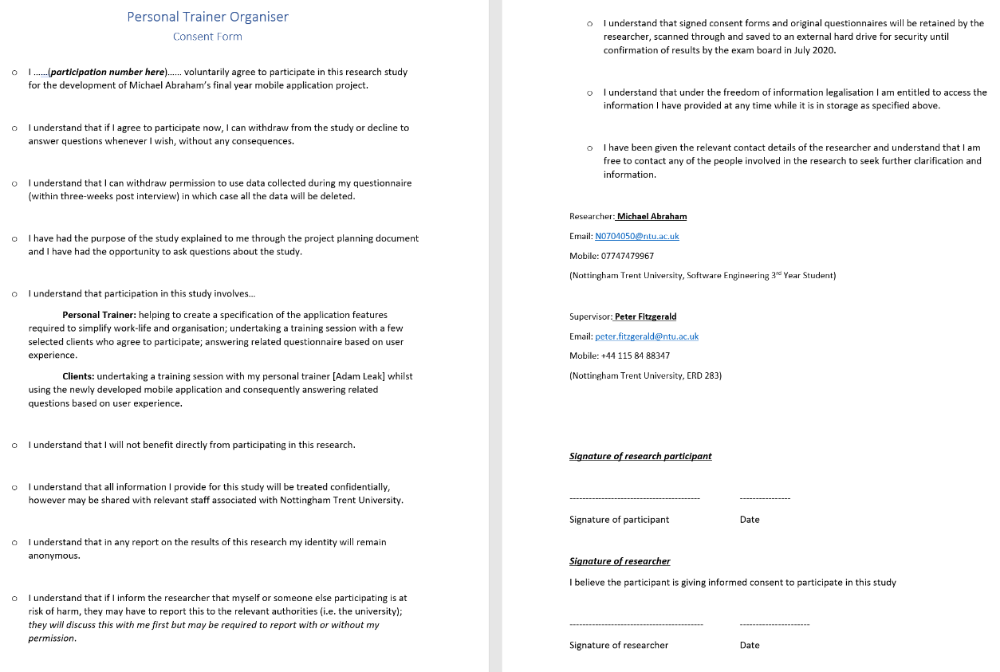 Personal Trainer Organiser
Consent Form
o I ......(participation number here)...... voluntarily agree to participate in this research study
for the development of Michael Abraham's final year mobile application project.
o I understand that if I agree to participate now, I can withdraw from the study or decline to
answer questions whenever I wish, without any consequences.
o I understand that I can withdraw permission to use data collected during my questionnaire
(within three-weeks post interview) in which case all the data will be deleted.
o I have had the purpose of the study explained to me through the project planning document
and I have had the opportunity to ask questions about the study.
o I understand that participation in this study involves...
Personal Trainer: helping to create a specification of the application features
required to simplify work-life and organisation; undertaking a training session with a few
selected clients who agree to participate; answering related questionnaire based on user
experience.
Clients: undertaking a training session with my personal trainer [Adam Leak] whilst
using the newly developed mobile application and consequently answering related
questions based on user experience.
o I understand that I will not benefit directly from participating in this research.
o I understand that all information I provide for this study will be treated confidentially,
however may be shared with relevant staff associated with Nottingham Trent University.
o I understand that in any report on the results of this research my identity will remain
anonymous.
o I understand that if I inform the researcher that myself or someone else participating is at
risk of harm, they may have to report this to the relevant authorities (i.e. the university);
they will discuss this with me first but may be required to report with or without my
permission.
o I understand that signed consent forms and original questionnaires will be retained by the
researcher, scanned through and saved to an external hard drive for security until
confirmation of results by the exam board in July 2020.
o I understand that under the freedom of information legalisation I am entitled to access the
information I have provided at any time while it is in storage as specified above.
o I have been given the relevant contact details of the researcher and understand that I am
free to contact any of the people involved in the research to seek further clarification and
information.
Researcher: Michael Abraham
Email: N0704050@ntu.ac.uk
Mobile: 07747479967
(Nottingham Trent University, Software Engineering 3rd Year Student)
Supervisor: Peter Fitzgerald
Email: peter.fitzgerald@ntu.ac.uk
Mobile: +44 115 84 88347
(Nottingham Trent University, ERD 283)
Signature of research participant
----------------------------------------- ----------------
Signature of participant Date
Signature of researcher
I believe the participant is giving informed consent to participate in this study
------------------------------------------ ----------------------
Signature of researcher Date